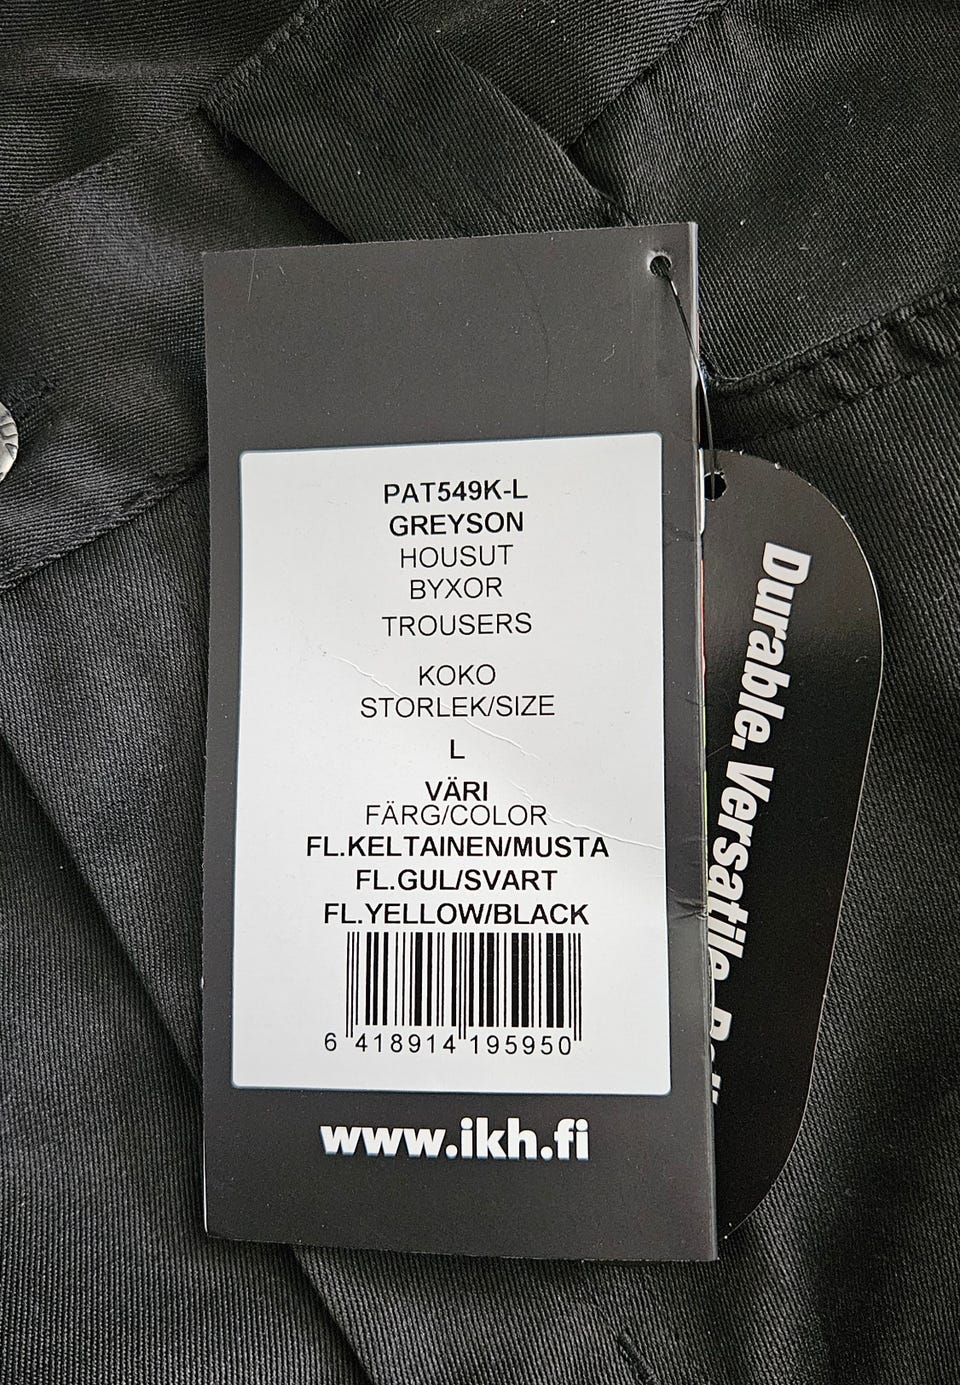 PAT549K-L
GREYSON
HOUSUT
BYXOR
TROUSERS
KOKO
STORLEK/SIZE
L
VÄRI
FÄRG/COLOR
FL.KELTAINEN/MUSTA
FL.GUL/SVART
FL.YELLOW/BLACK
6 418914 195950
www.ikh.fi
Durable. Versatile.